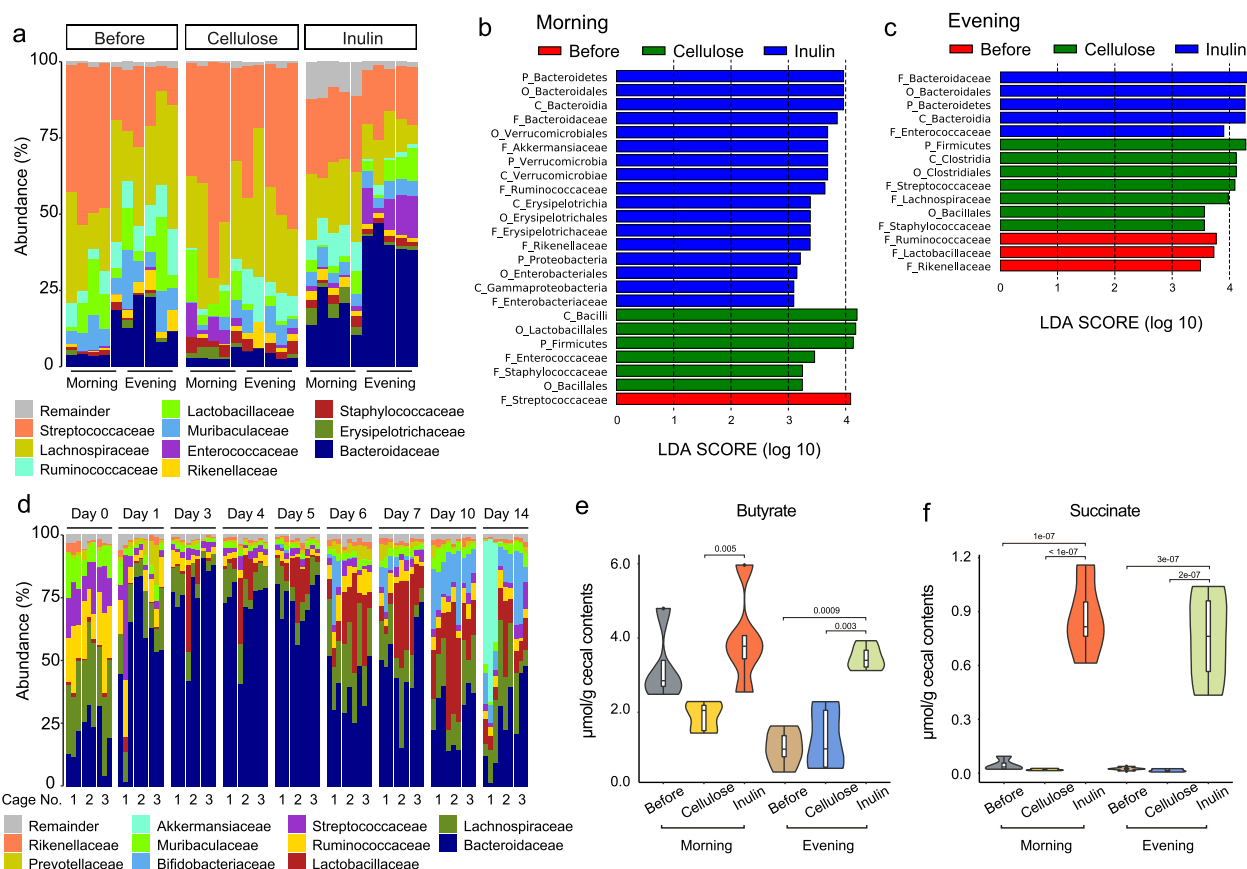 a
Before
Cellulose
Inulin
Abundance (%)
100
75
50
25
0
Morning
Evening
Morning
Evening
Morning
Evening
Remainder
Streptococcaceae
Lachnospiraceae
Ruminococcaceae
Lactobacillaceae
Muribaculaceae
Enterococcaceae
Rikenellaceae
Staphylococcaceae
Erysipelotrichaceae
Bacteroidaceae
b
Morning
Before
Cellulose
Inulin
P_Bacteroidetes
O_Bacteroidales
C_Bacteroidia
F_Bacteroidaceae
O_Verrucomicrobiales
F_Akkermansiaceae
P_Verrucomicrobia
C_Verrucomicrobiae
F_Ruminococcaceae
C_Erysipelotrichia
O_Erysipelotrichales
F_Erysipelotrichaceae
F_Rikenellaceae
P_Proteobacteria
O_Enterobacteriales
C_Gammaproteobacteria
F_Enterobacteriaceae
C_Bacilli
O_Lactobacillales
P_Firmicutes
F_Enterococcaceae
F_Staphylococcaceae
O_Bacillales
F_Streptococcaceae
0 1 2 3 4
LDA SCORE (log 10)
c
Evening
Before
Cellulose
Inulin
F_Bacteroidaceae
O_Bacteroidales
P_Bacteroidetes
C_Bacteroidia
F_Enterococcaceae
P_Firmicutes
C_Clostridia
O_Clostridiales
F_Streptococcaceae
F_Lachnospiraceae
O_Bacillales
F_Staphylococcaceae
F_Ruminococcaceae
F_Lactobacillaceae
F_Rikenellaceae
0 1 2 3 4
LDA SCORE (log 10)
d
Day 0
Day 1
Day 3
Day 4
Day 5
Day 6
Day 7
Day 10
Day 14
Abundance (%)
100
75
50
25
0
Cage No. 1 2 3 1 2 3 1 2 3 1 2 3 1 2 3 1 2 3 1 2 3 1 2 3 1 2 3
Remainder
Rikenellaceae
Prevotellaceae
Akkermansiaceae
Muribaculaceae
Bifidobacteriaceae
Streptococcaceae
Ruminococcaceae
Lactobacillaceae
Lachnospiraceae
Bacteroidaceae
e
Butyrate
µmol/g cecal contents
6.0
4.0
2.0
0.0
0.005
0.0009
0.003
Before
Cellulose
Inulin
Before
Cellulose
Inulin
Morning
Evening
f
Succinate
µmol/g cecal contents
1.2
0.9
0.6
0.3
0.0
1e-07
< 1e-07
3e-07
2e-07
Before
Cellulose
Inulin
Before
Cellulose
Inulin
Morning
Evening